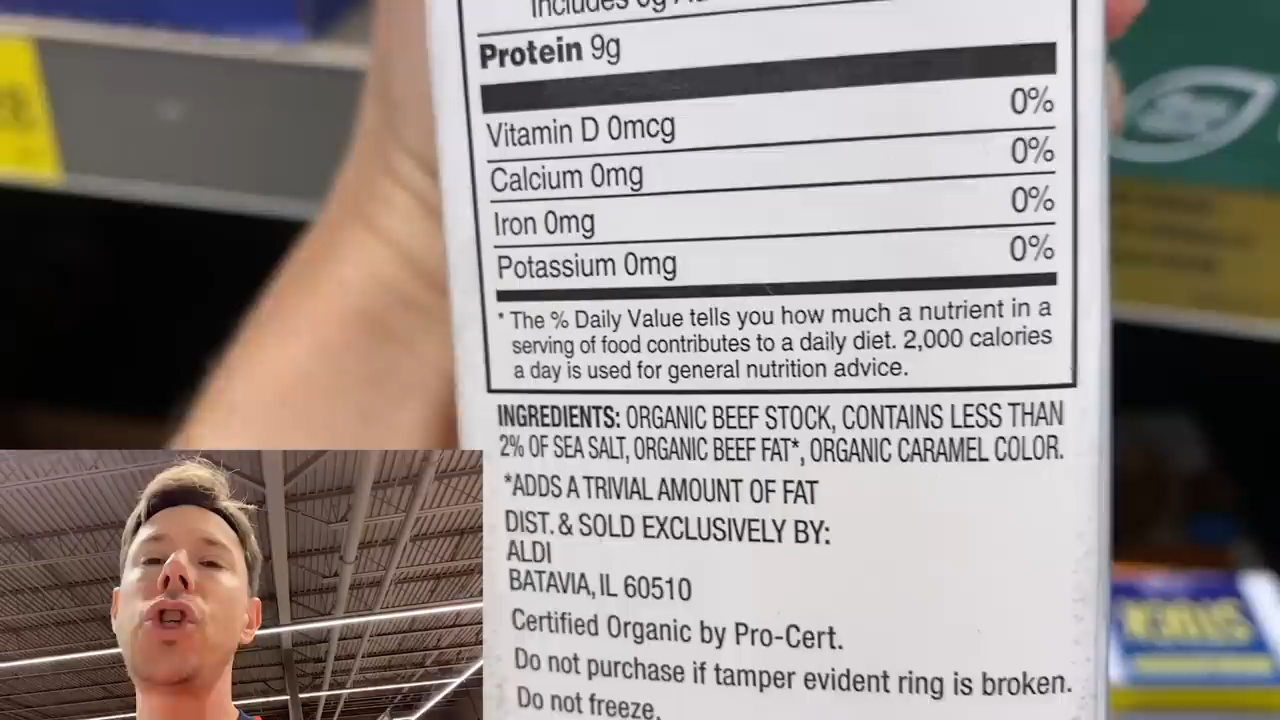 Includes 0g
Protein 9g
Vitamin D 0mcg 0%
Calcium 0mg 0%
Iron 0mg 0%
Potassium 0mg 0%
* The % Daily Value tells you how much a nutrient in a
serving of food contributes to a daily diet. 2,000 calories
a day is used for general nutrition advice.
INGREDIENTS: ORGANIC BEEF STOCK, CONTAINS LESS THAN
2% OF SEA SALT, ORGANIC BEEF FAT*, ORGANIC CARAMEL COLOR.
*ADDS A TRIVIAL AMOUNT OF FAT
DIST. & SOLD EXCLUSIVELY BY:
ALDI
BATAVIA, IL 60510
Certified Organic by Pro-Cert.
Do not purchase if tamper evident ring is broken.
Do not freeze.